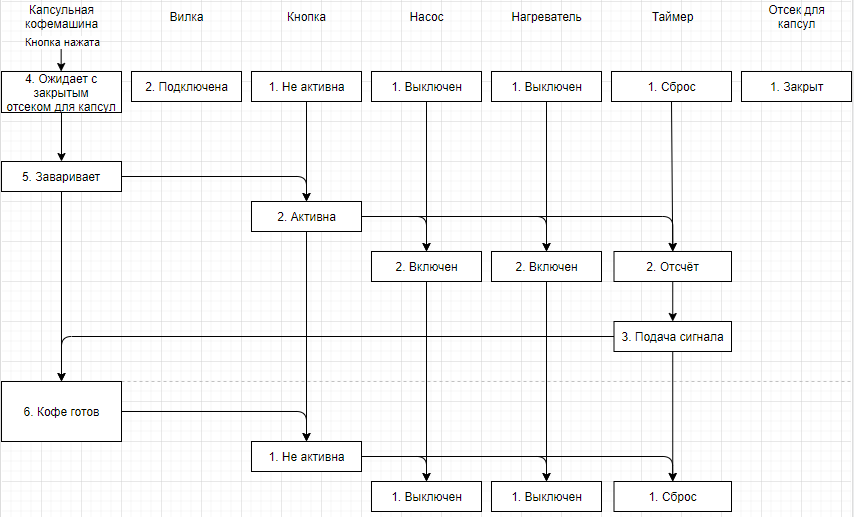 Капсульная
кофемашина
Вилка
Кнопка
Насос
Нагреватель
Таймер
Отсек для
капсул
Кнопка нажата
4. Ожидает с
закрытым
отсеком для капсул
2. Подключена
1. Не активна
1. Выключен
1. Выключен
1. Сброс
1. Закрыт
5. Заваривает
2. Активна
2. Включен
2. Включен
2. Отсчёт
3. Подача сигнала
6. Кофе готов
1. Не активна
1. Выключен
1. Выключен
1. Сброс